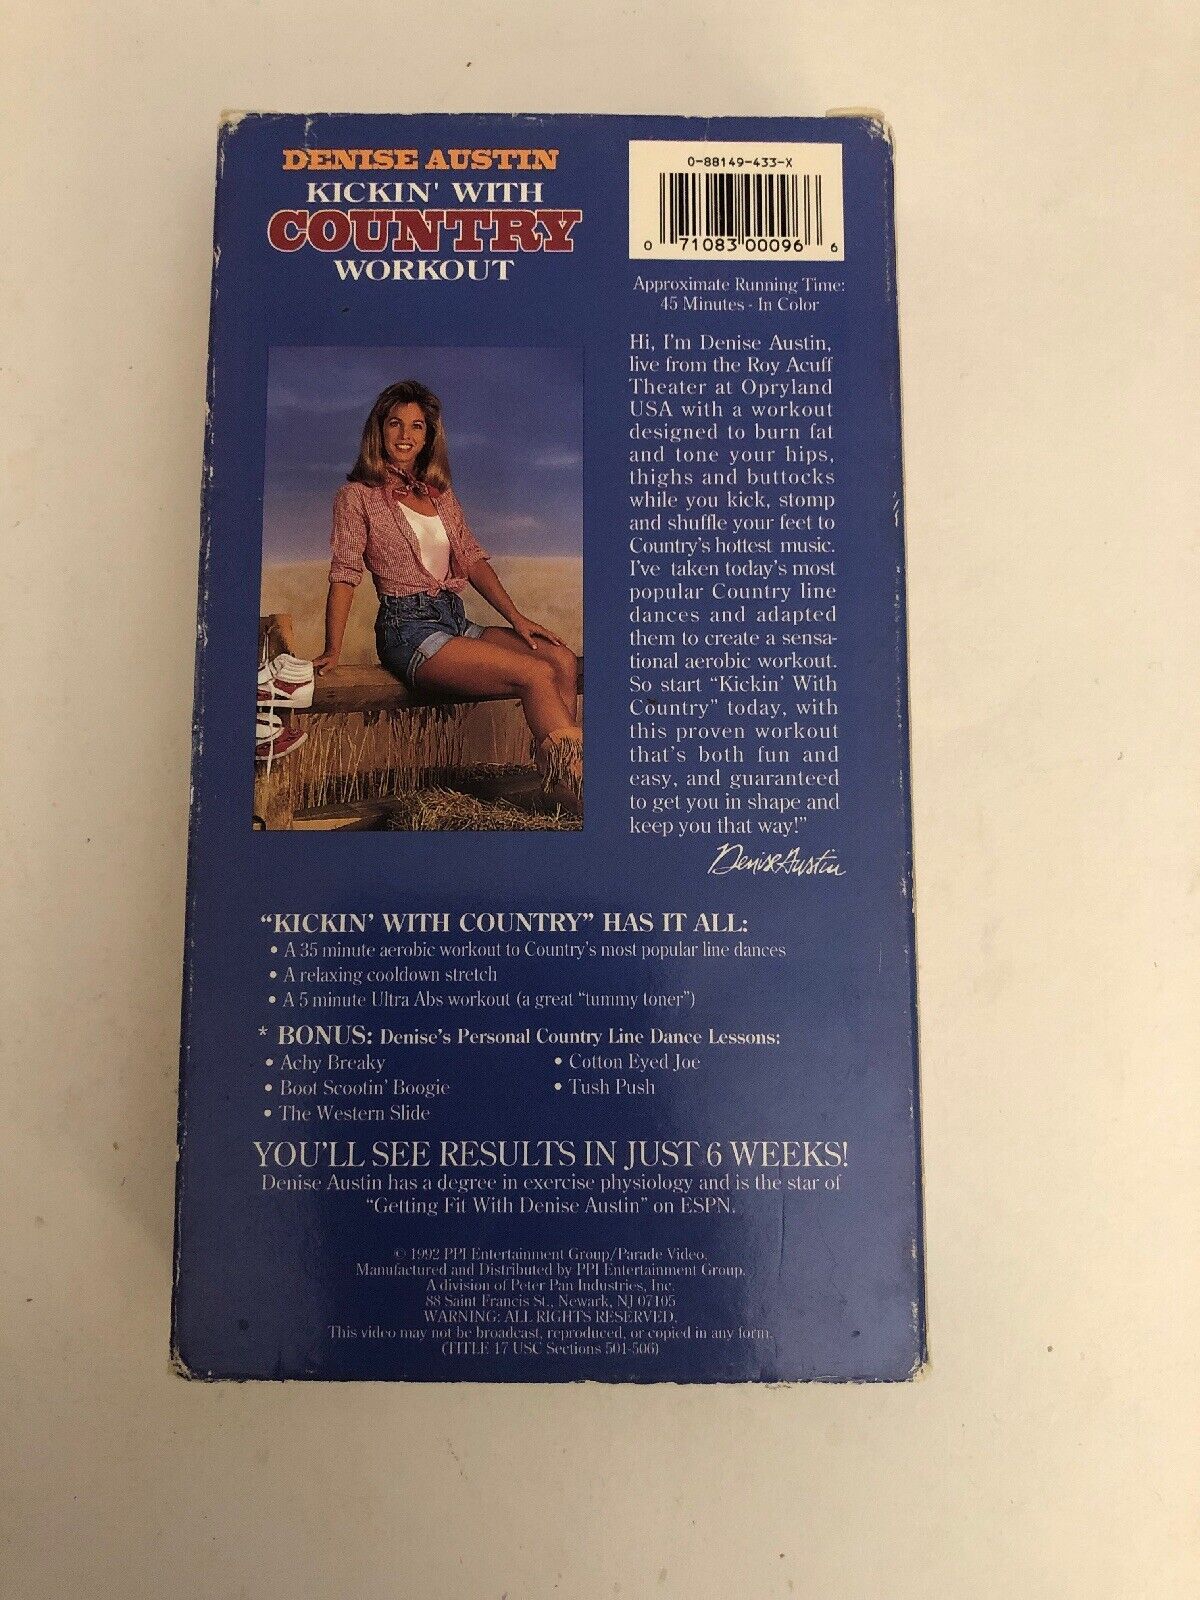 DENISE AUSTIN
KICKIN' WITH
COUNTRY
WORKOUT
0-88149-433-X
0 71083 00096 6
Approximate Running Time:
45 Minutes - In Color
Hi, I'm Denise Austin,
live from the Roy Acuff
Theater at Opryland
USA with a workout
designed to burn fat
and tone your hips,
thighs and buttocks
while you kick, stomp
and shuffle your feet to
Country's hottest music.
I've taken today's most
popular Country line
dances and adapted
them to create a sensa-
tional aerobic workout.
So start "Kickin' With
Country" today, with
this proven workout
that's both fun and
easy, and guaranteed
to get you in shape and
keep you that way!"
Denise Austin
"KICKIN' WITH COUNTRY" HAS IT ALL:
• A 35 minute aerobic workout to Country's most popular line dances
• A relaxing cooldown stretch
• A 5 minute Ultra Abs workout (a great "tummy toner")
* BONUS: Denise's Personal Country Line Dance Lessons:
• Achy Breaky • Cotton Eyed Joe
• Boot Scootin' Boogie • Tush Push
• The Western Slide
YOU'LL SEE RESULTS IN JUST 6 WEEKS!
Denise Austin has a degree in exercise physiology and is the star of
"Getting Fit With Denise Austin" on ESPN.
© 1992 PPI Entertainment Group/Parade Video.
Manufactured and Distributed by PPI Entertainment Group.
A division of Peter Pan Industries, Inc.
88 Saint Francis St., Newark, NJ 07105
WARNING: ALL RIGHTS RESERVED.
This video may not be broadcast, reproduced, or copied in any form.
(TITLE 17 USC Sections 501-506)